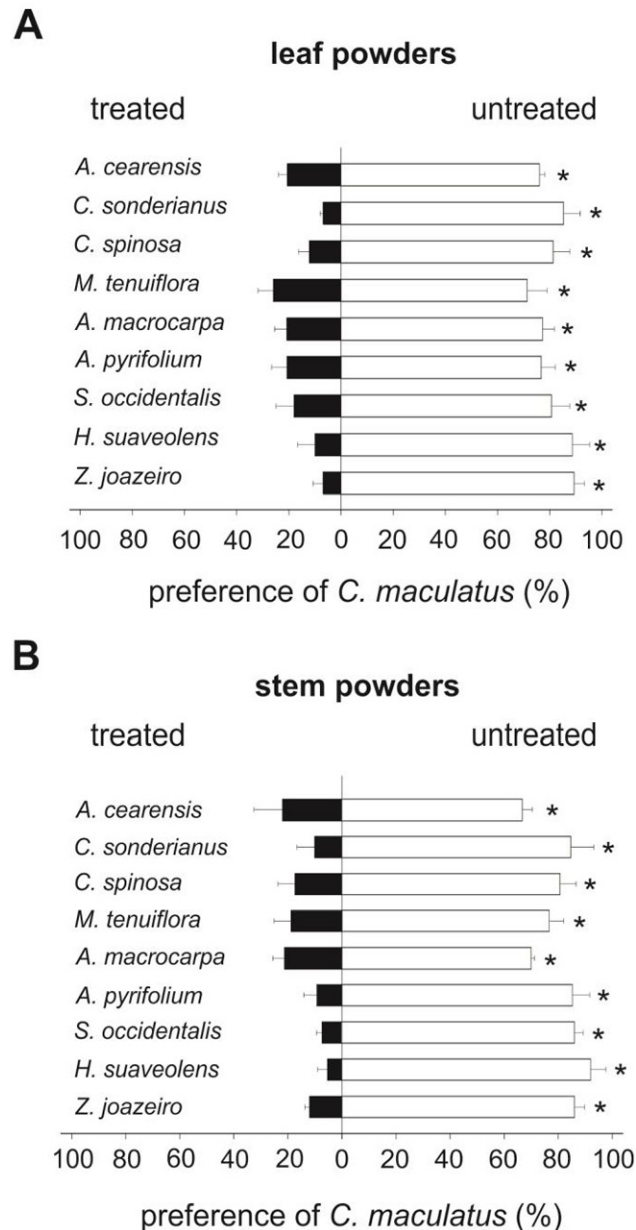 A
leaf powders
treated untreated
A. cearensis *
C. sonderianus *
C. spinosa *
M. tenuiflora *
A. macrocarpa *
A. pyrifolium *
S. occidentalis *
H. suaveolens *
Z. joazeiro *
100 80 60 40 20 0 20 40 60 80 100
preference of C. maculatus (%)
B
stem powders
treated untreated
A. cearensis *
C. sonderianus *
C. spinosa *
M. tenuiflora *
A. macrocarpa *
A. pyrifolium *
S. occidentalis *
H. suaveolens *
Z. joazeiro *
100 80 60 40 20 0 20 40 60 80 100
preference of C. maculatus (%)